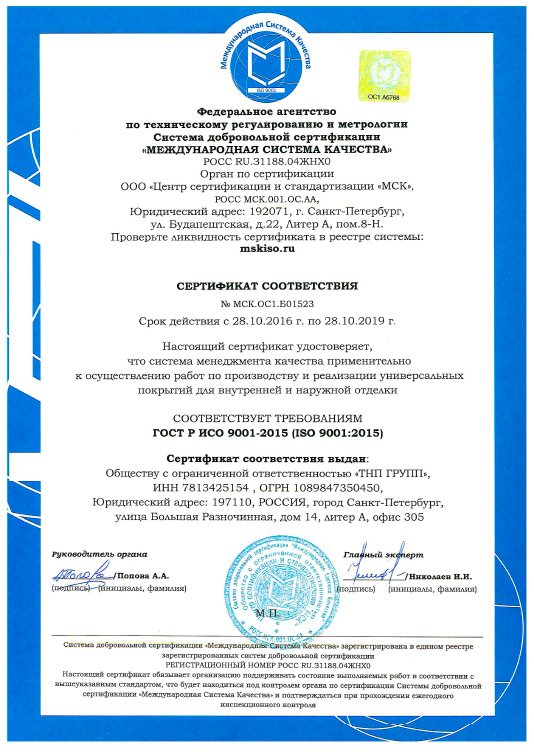 Международная Система Качества
ISO 9001
ОС1 А6768
Федеральное агентство
по техническому регулированию и метрологии
Система добровольной сертификации
«МЕЖДУНАРОДНАЯ СИСТЕМА КАЧЕСТВА»
РОСС RU.31188.04ЖНХ0
Орган по сертификации
ООО «Центр сертификации и стандартизации «МСК»,
РОСС МСК.001.ОС.АА,
Юридический адрес: 192071, г. Санкт-Петербург,
ул. Будапештская, д.22, Литер А, пом.8-Н.
Проверьте ликвидность сертификата в реестре системы:
mskiso.ru
СЕРТИФИКАТ СООТВЕТСТВИЯ
№ МСК.ОС1.Б01523
Срок действия с 28.10.2016 г. по 28.10.2019 г.
Настоящий сертификат удостоверяет,
что система менеджмента качества применительно
к осуществлению работ по производству и реализации универсальных
покрытий для внутренней и наружной отделки
СООТВЕТСТВУЕТ ТРЕБОВАНИЯМ
ГОСТ Р ИСО 9001-2015 (ISO 9001:2015)
Сертификат соответствия выдан:
Обществу с ограниченной ответственностью «ТНП ГРУПП»,
ИНН 7813425154 , ОГРН 1089847350450,
Юридический адрес: 197110, РОССИЯ, город Санкт-Петербург,
улица Большая Разночинная, дом 14, литер А, офис 305
Руководитель органа
/Попова А.А.
(подпись) (инициалы, фамилия)
Главный эксперт
/Николаев И.И.
(подпись) (инициалы, фамилия)
М.П.
РОСС МСК.001.ОС.АА
Система добровольной сертификации «Международная Система Качества» зарегистрирована в едином реестре
зарегистрированных систем добровольной сертификации
РЕГИСТРАЦИОННЫЙ НОМЕР РОСС RU.31188.04ЖНХ0
Настоящий сертификат обязывает организацию поддерживать состояние выполняемых работ в соответствии с
вышеуказанным стандартом, что будет находиться под контролем органа по сертификации Системы добровольной
сертификации «Международная Система Качества» и подтверждаться при прохождении ежегодного
инспекционного контроля